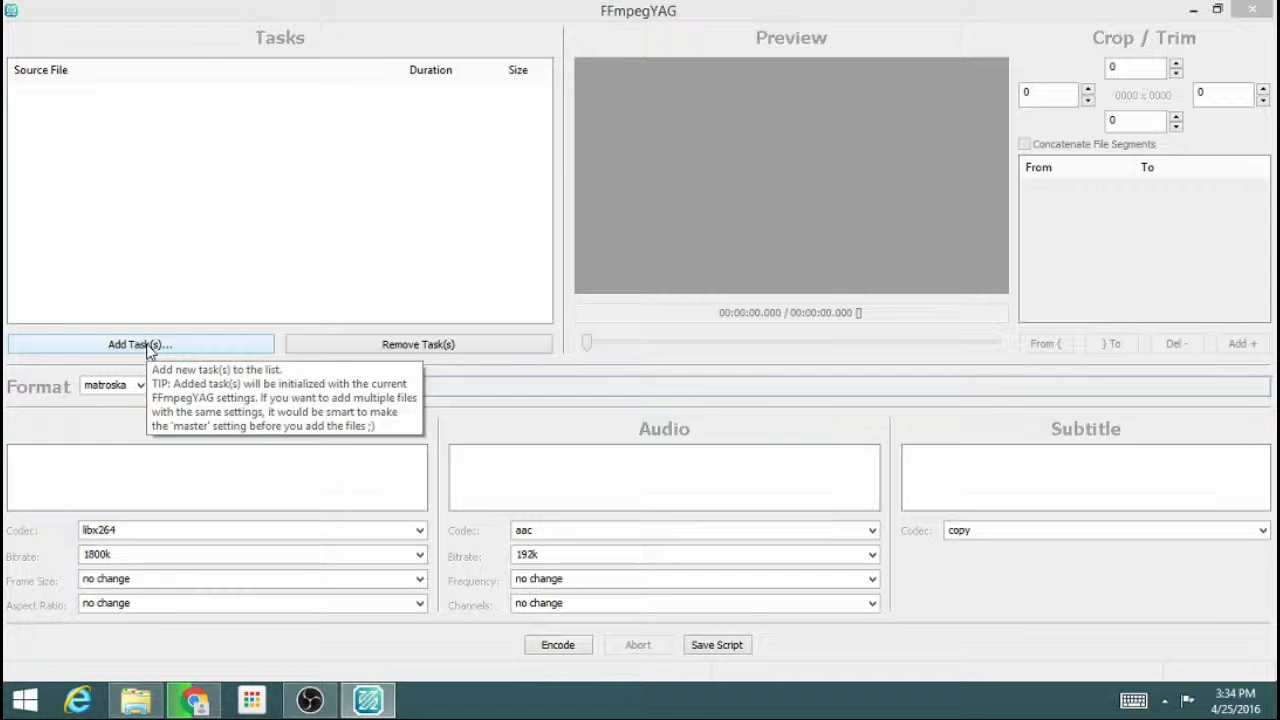 FFmpegYAG
Tasks
Preview
Crop / Trim
Source File
Duration
Size
0
0
0000 x 0000
0
0
Concatenate File Segments
From
To
00:00:00.000 / 00:00:00.000 []
Add Task(s)...
Remove Task(s)
From {
} To
Del -
Add +
Add new task(s) to the list.
TIP: Added task(s) will be initialized with the current
FFmpegYAG settings. If you want to add multiple files
with the same settings, it would be smart to make
the 'master' setting before you add the files ;)
Format
matroska
Audio
Subtitle
Codec:
libx264
Codec:
aac
Codec:
copy
Bitrate:
1800k
Bitrate:
192k
Frame Size:
no change
Frequency:
no change
Aspect Ratio:
no change
Channels:
no change
Encode
Abort
Save Script
3:34 PM
4/25/2016